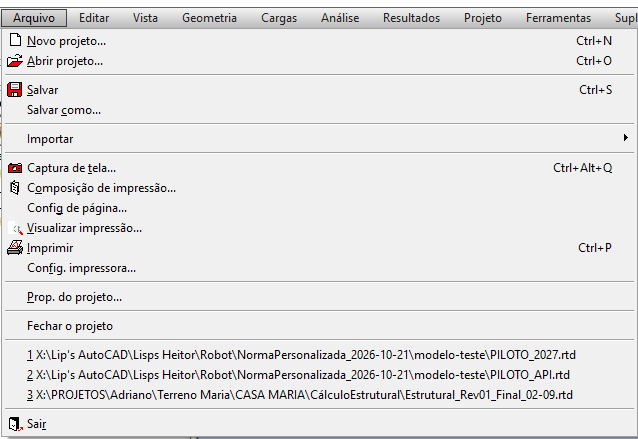 Arquivo Editar Vista Geometria Cargas Análise Resultados Projeto Ferramentas Supl
Novo projeto... Ctrl+N
Abrir projeto... Ctrl+O
Salvar Ctrl+S
Salvar como...
Importar
Captura de tela... Ctrl+Alt+Q
Composição de impressão...
Config de página...
Visualizar impressão...
Imprimir Ctrl+P
Config. impressora...
Prop. do projeto...
Fechar o projeto
1 X:\Lip's AutoCAD\Lisps Heitor\Robot\NormaPersonalizada_2026-10-21\modelo-teste\PILOTO_2027.rtd
2 X:\Lip's AutoCAD\Lisps Heitor\Robot\NormaPersonalizada_2026-10-21\modelo-teste\PILOTO_API.rtd
3 X:\PROJETOS\Adriano\Terreno Maria\CASA MARIA\CálculoEstrutural\Estrutural_Rev01_Final_02-09.rtd
Sair